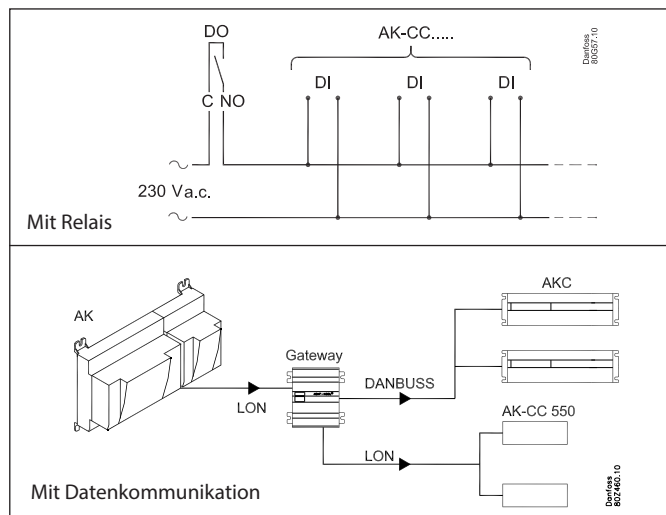 DO
AK-CC.....
Danfoss
80G57.10
DI DI DI
C NO
230 Va.c.
Mit Relais
AK
AKC
Gateway
DANBUSS
LON
AK-CC 550
LON
Mit Datenkommunikation
Danfoss
80Z460.10